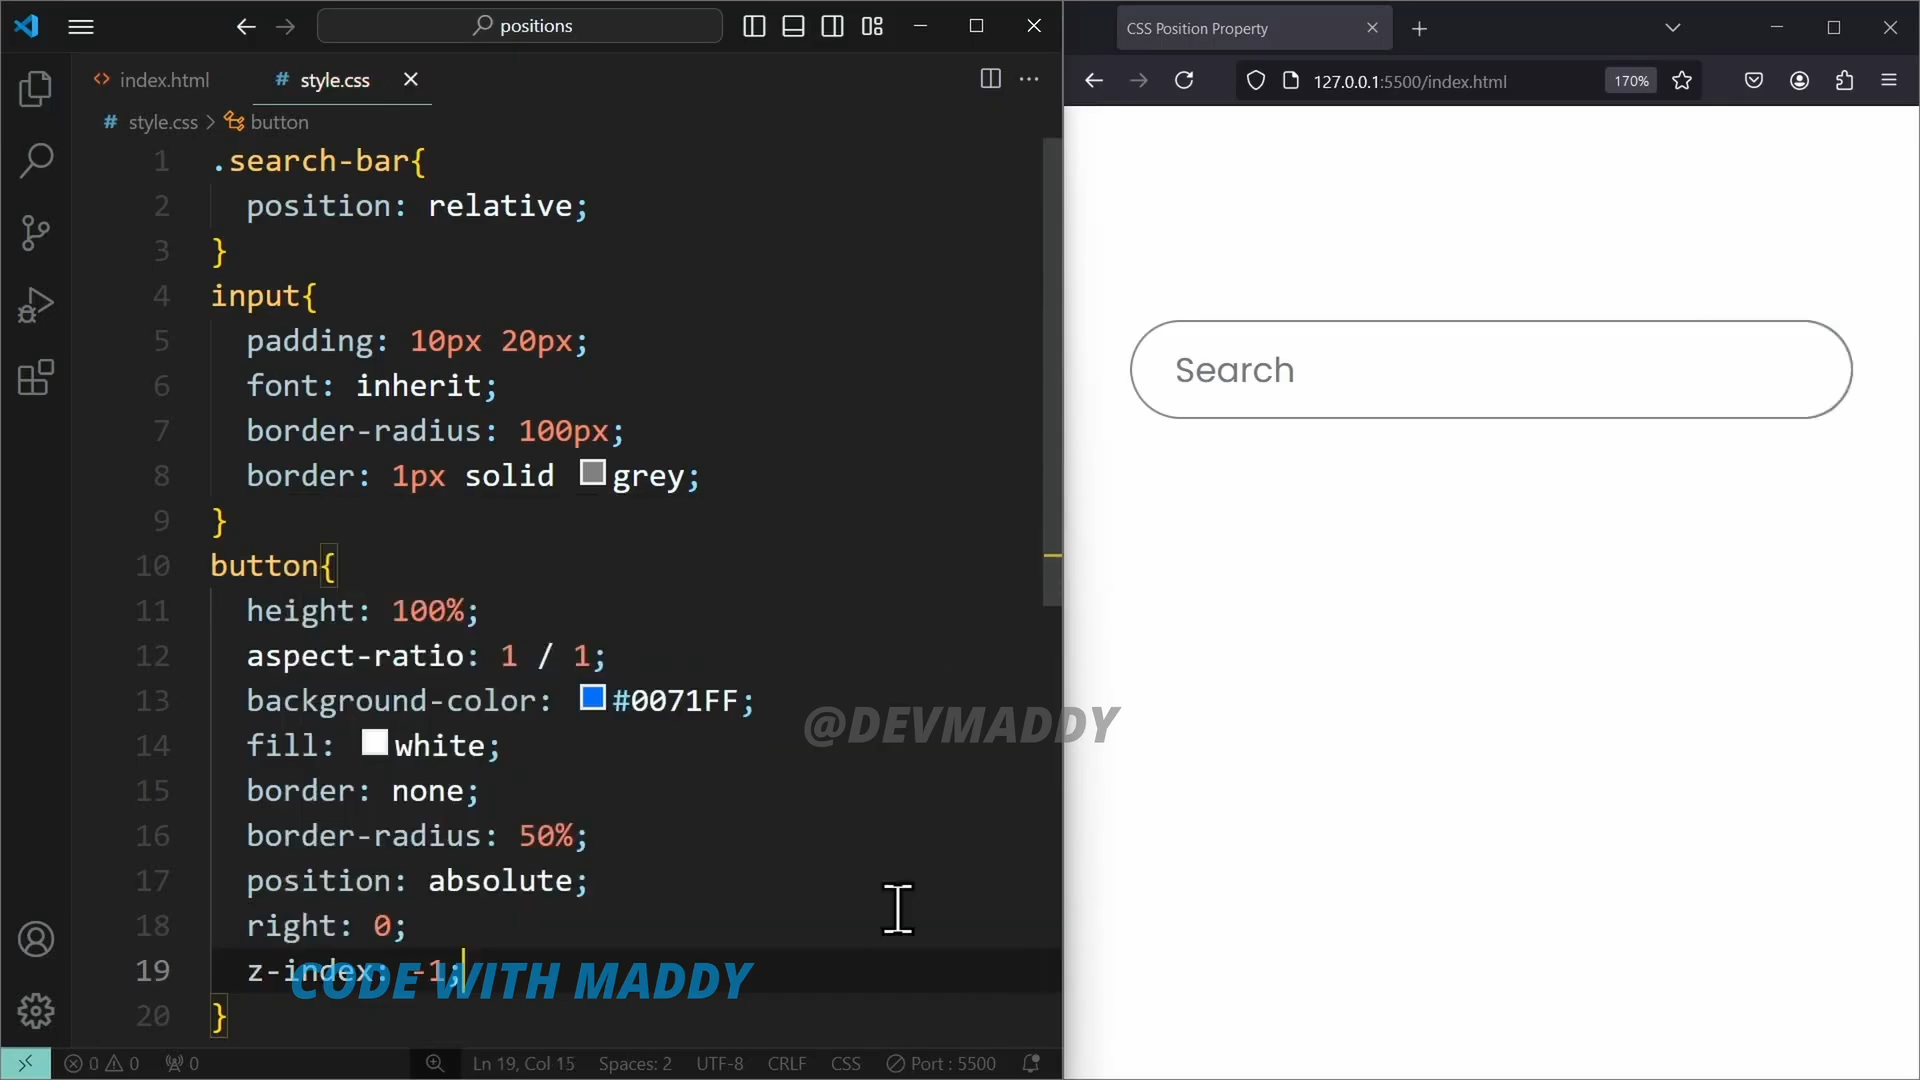 positions
index.html
# style.css
# style.css > button
1 .search-bar{
2 position: relative;
3 }
4 input{
5 padding: 10px 20px;
6 font: inherit;
7 border-radius: 100px;
8 border: 1px solid grey;
9 }
10 button{
11 height: 100%;
12 aspect-ratio: 1 / 1;
13 background-color: #0071FF;
14 fill: white;
15 border: none;
16 border-radius: 50%;
17 position: absolute;
18 right: 0;
19 z-index: -1;
20 }
@DEVMADDY
CODE WITH MADDY
0 0 0 Ln 19, Col 15 Spaces: 2 UTF-8 CRLF CSS Port : 5500
CSS Position Property
127.0.0.1:5500/index.html 170%
Search